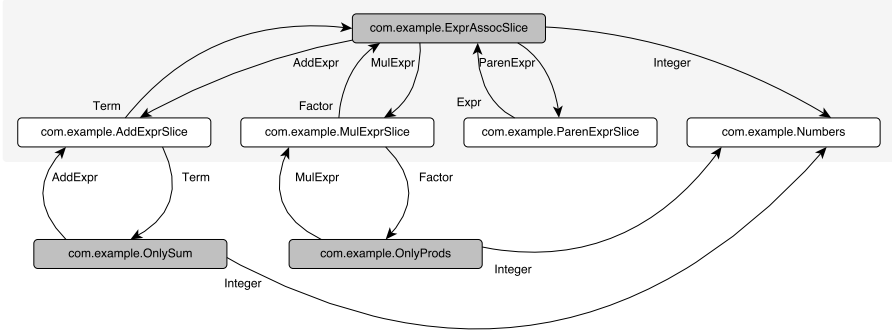 com.example.ExprAssocSlice
AddExpr
MulExpr
ParenExpr
Integer
Term
Factor
Expr
com.example.AddExprSlice
com.example.MulExprSlice
com.example.ParenExprSlice
com.example.Numbers
AddExpr
Term
MulExpr
Factor
com.example.OnlySum
com.example.OnlyProds
Integer
Integer